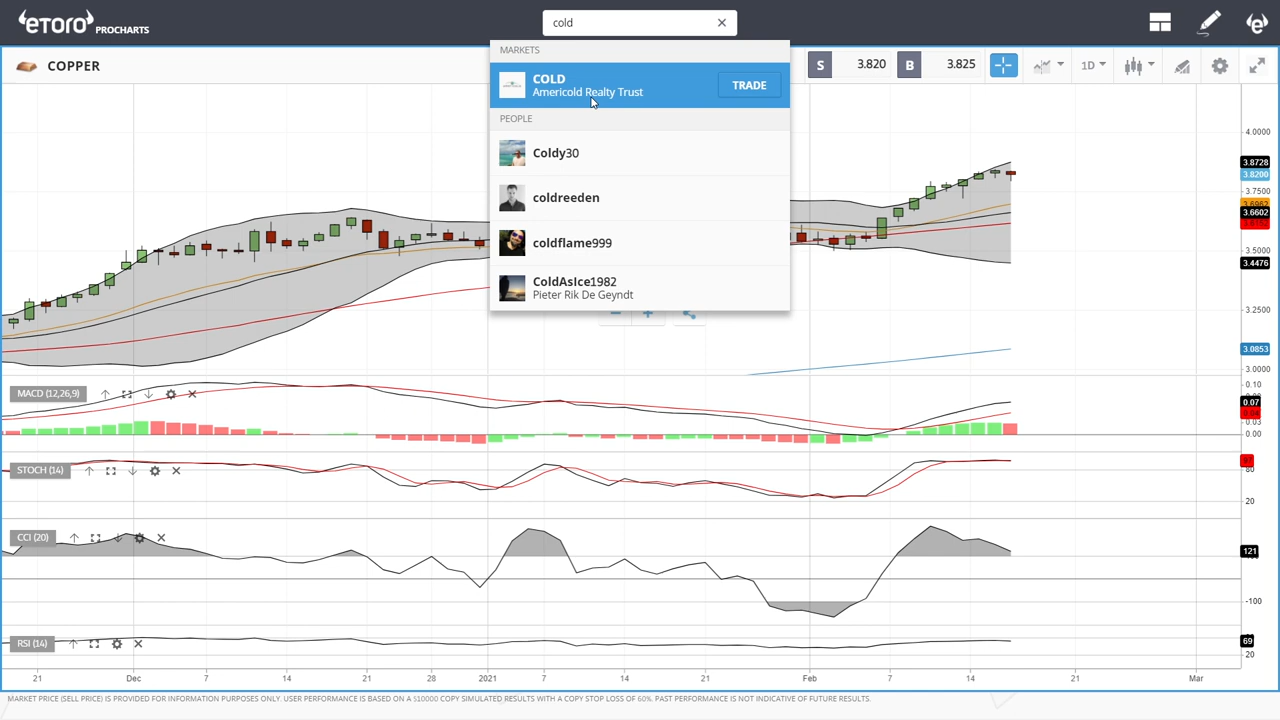 etoro PROCHARTS
cold
MARKETS
COLD
Americold Realty Trust
TRADE
PEOPLE
Coldy30
coldreeden
coldflame999
ColdAsIce1982
Pieter Rik De Geyndt
COPPER
S 3.820 B 3.825 1D
4.0000
3.8728
3.8200
3.7500
3.6602
3.5000
3.4476
3.2500
3.0853
3.0000
MACD (12,26,9)
0.10
0.07
0.04
0.03
0.00
STOCH (14)
80
20
CCI (20)
121
-100
RSI (14)
69
20
21 Dec 7 14 21 28 2021 7 14 21 Feb 7 14 21 Mar
MARKET PRICE (SELL PRICE) IS PROVIDED FOR INFORMATION PURPOSES ONLY. USER PERFORMANCE IS BASED ON A $10000 COPY SIMULATED RESULTS WITH A COPY STOP LOSS OF 60%. PAST PERFORMANCE IS NOT INDICATIVE OF FUTURE RESULTS.